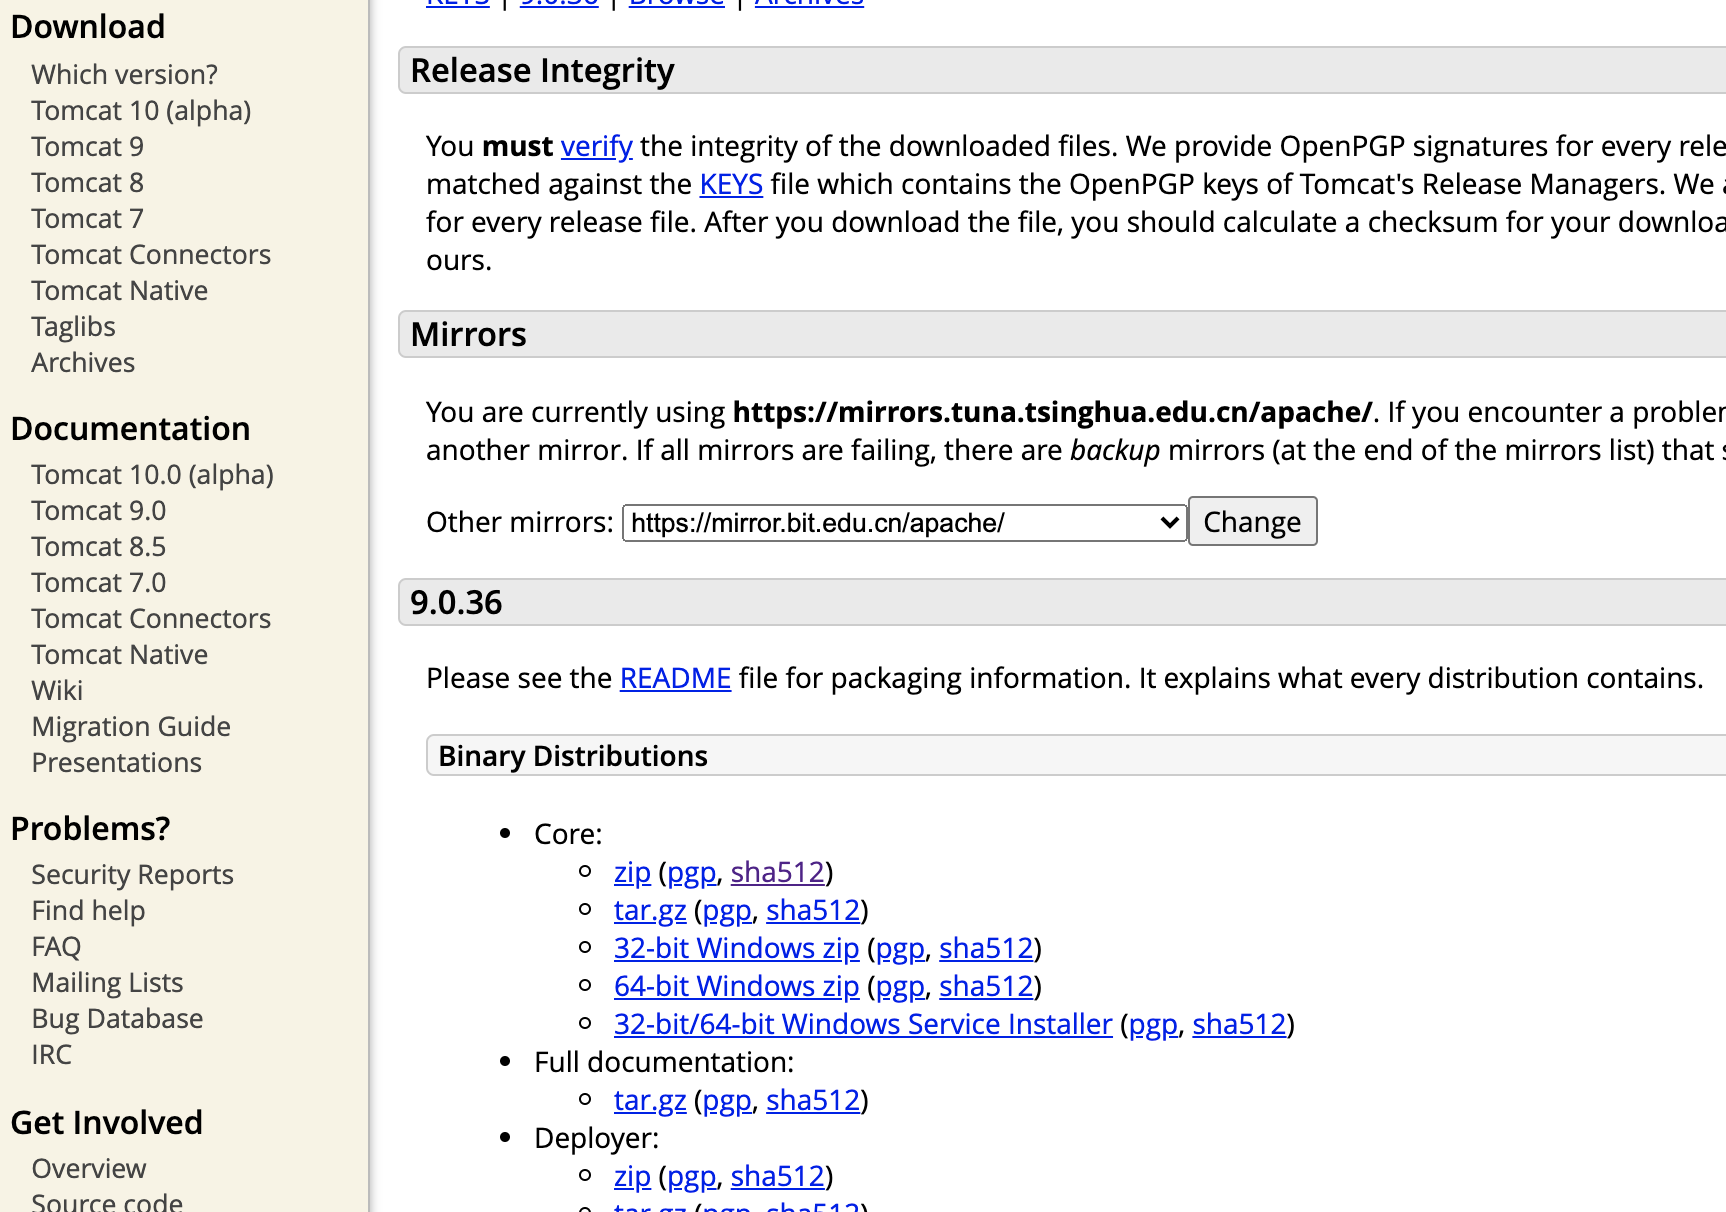 Download
Which version?
Tomcat 10 (alpha)
Tomcat 9
Tomcat 8
Tomcat 7
Tomcat Connectors
Tomcat Native
Taglibs
Archives
Documentation
Tomcat 10.0 (alpha)
Tomcat 9.0
Tomcat 8.5
Tomcat 7.0
Tomcat Connectors
Tomcat Native
Wiki
Migration Guide
Presentations
Problems?
Security Reports
Find help
FAQ
Mailing Lists
Bug Database
IRC
Get Involved
Overview
Source code
KEYS | 9.0.36 | Browse | Archives
Release Integrity
You must verify the integrity of the downloaded files. We provide OpenPGP signatures for every rele
matched against the KEYS file which contains the OpenPGP keys of Tomcat's Release Managers. We a
for every release file. After you download the file, you should calculate a checksum for your downloa
ours.
Mirrors
You are currently using https://mirrors.tuna.tsinghua.edu.cn/apache/. If you encounter a problem
another mirror. If all mirrors are failing, there are backup mirrors (at the end of the mirrors list) that s
Other mirrors: https://mirror.bit.edu.cn/apache/ Change
9.0.36
Please see the README file for packaging information. It explains what every distribution contains.
Binary Distributions
• Core:
◦ zip (pgp, sha512)
◦ tar.gz (pgp, sha512)
◦ 32-bit Windows zip (pgp, sha512)
◦ 64-bit Windows zip (pgp, sha512)
◦ 32-bit/64-bit Windows Service Installer (pgp, sha512)
• Full documentation:
◦ tar.gz (pgp, sha512)
• Deployer:
◦ zip (pgp, sha512)
◦ tar.gz (pgp, sha512)